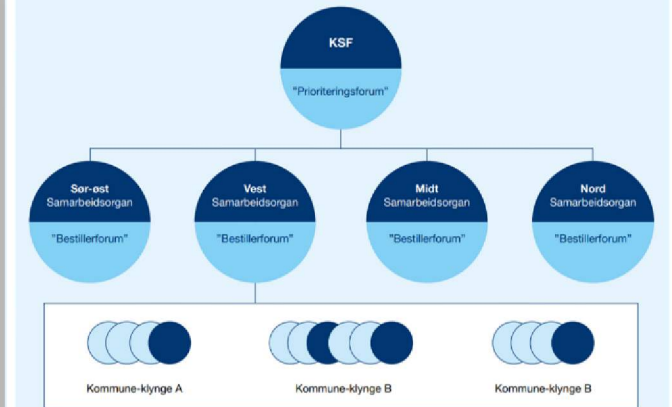 KSF
"Prioriteringsforum"
Sør-øst
Samarbeidsorgan
"Bestillerforum"
Vest
Samarbeidsorgan
"Bestillerforum"
Midt
Samarbeidsorgan
"Bestillerforum"
Nord
Samarbeidsorgan
"Bestillerforum"
Kommune-klynge A
Kommune-klynge B
Kommune-klynge B